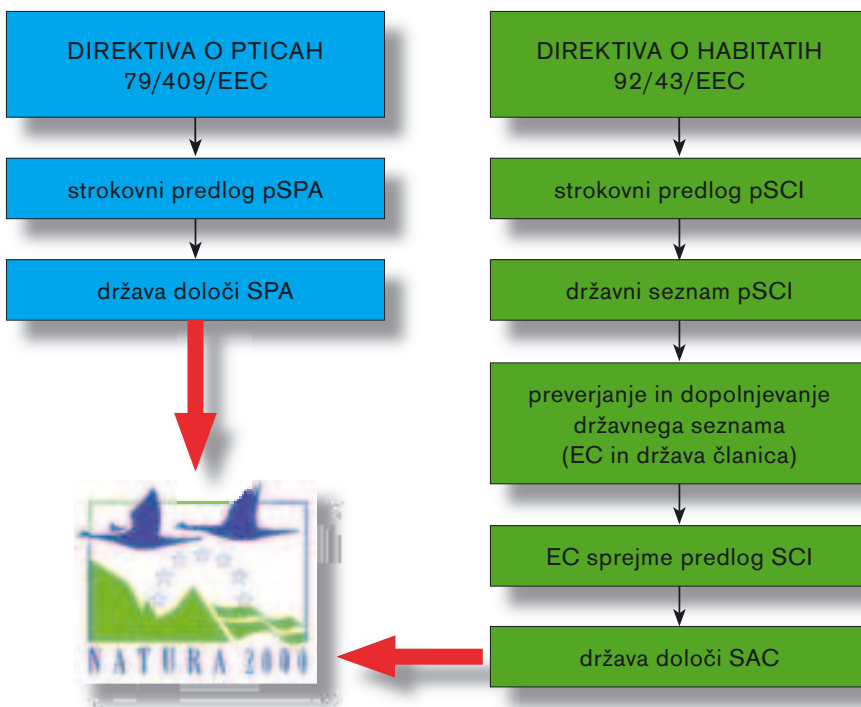 DIREKTIVA O PTICAH
79/409/EEC
strokovni predlog pSPA
država določi SPA
DIREKTIVA O HABITATIH
92/43/EEC
strokovni predlog pSCI
državni seznam pSCI
preverjanje in dopolnjevanje
državnega seznama
(EC in država članica)
EC sprejme predlog SCI
država določi SAC
NATURA 2000